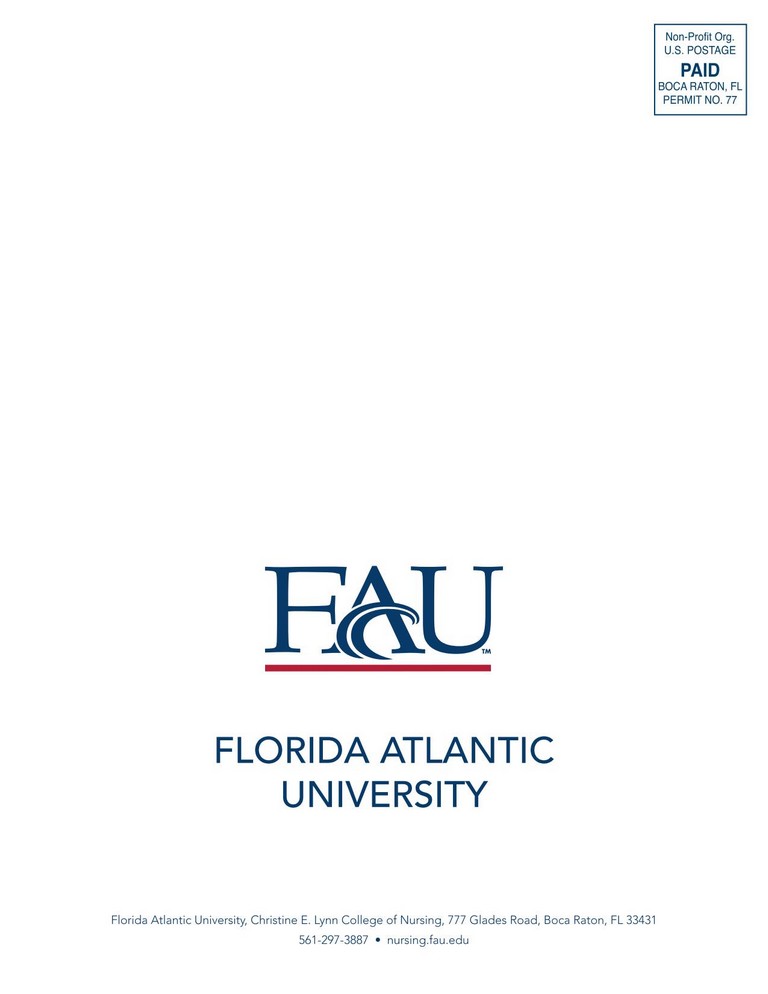 Non-Profit Org.
U.S. POSTAGE
PAID
BOCA RATON, FL
PERMIT NO. 77
FAU™
FLORIDA ATLANTIC
UNIVERSITY
Florida Atlantic University, Christine E. Lynn College of Nursing, 777 Glades Road, Boca Raton, FL 33431
561-297-3887 • nursing.fau.edu